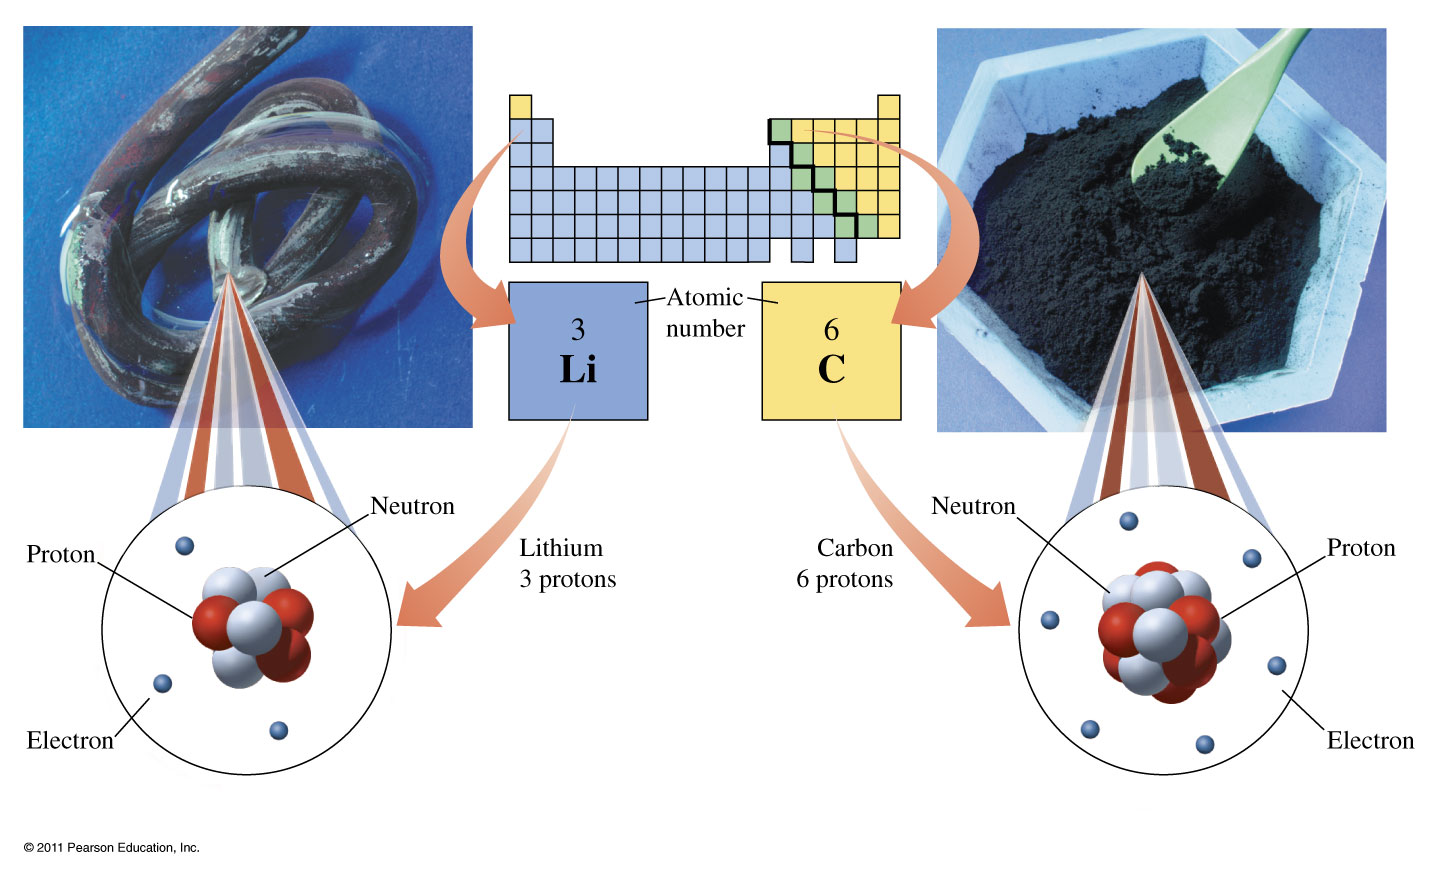 Atomic
number
3
Li
6
C
Neutron
Proton
Electron
Lithium
3 protons
Carbon
6 protons
Neutron
Proton
Electron
© 2011 Pearson Education, Inc.